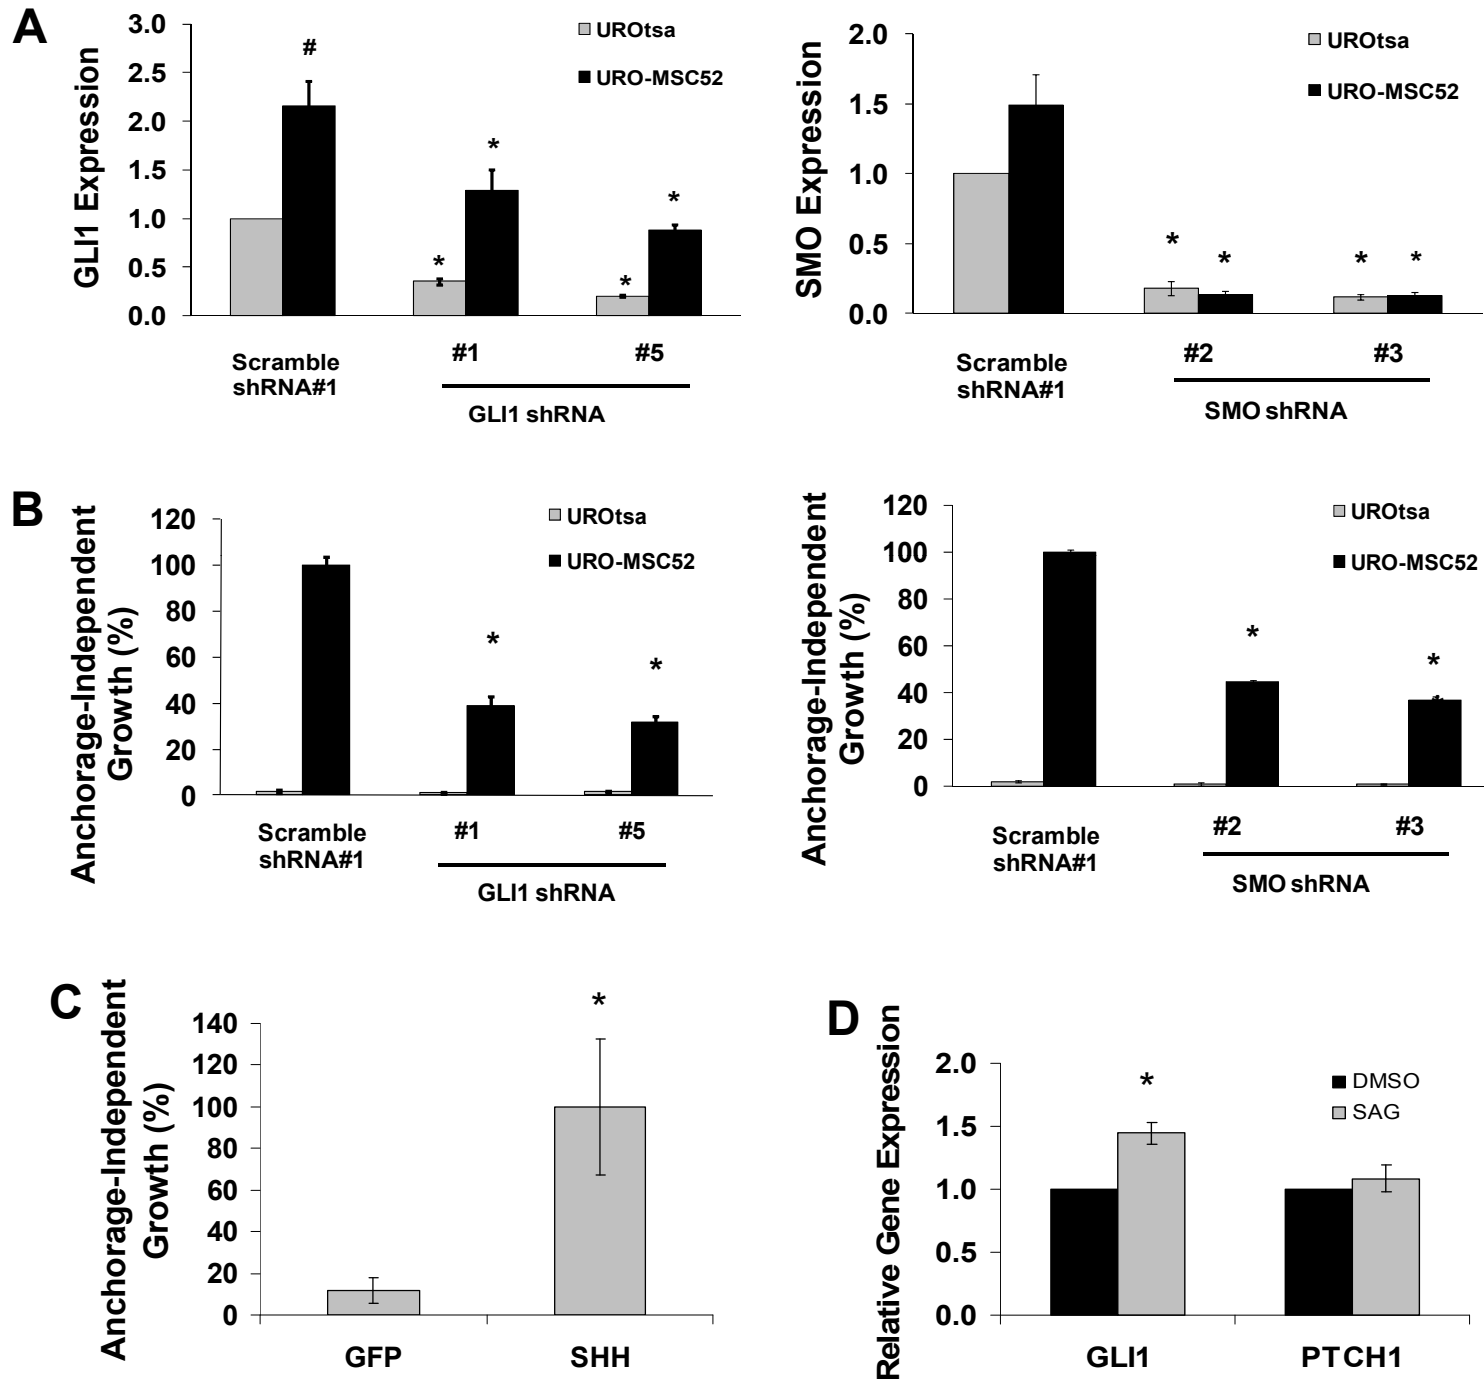 A
GLI1 Expression
3.0
2.5
2.0
1.5
1.0
0.5
0.0
#
*
*
*
*
UROtsa
URO-MSC52
Scramble
shRNA#1
#1
#5
GLI1 shRNA
SMO Expression
2.0
1.5
1.0
0.5
0.0
*
*
*
*
UROtsa
URO-MSC52
Scramble
shRNA#1
#2
#3
SMO shRNA
B
Anchorage-Independent
Growth (%)
120
100
80
60
40
20
0
*
*
UROtsa
URO-MSC52
Scramble
shRNA#1
#1
#5
GLI1 shRNA
Anchorage-Independent
Growth (%)
120
100
80
60
40
20
0
*
*
UROtsa
URO-MSC52
Scramble
shRNA#1
#2
#3
SMO shRNA
C
Anchorage-Independent
Growth (%)
140
120
100
80
60
40
20
0
*
GFP
SHH
D
Relative Gene Expression
2.0
1.5
1.0
0.5
0.0
*
DMSO
SAG
GLI1
PTCH1